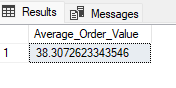 Results Messages
Average_Order_Value
1 38.3072623343546